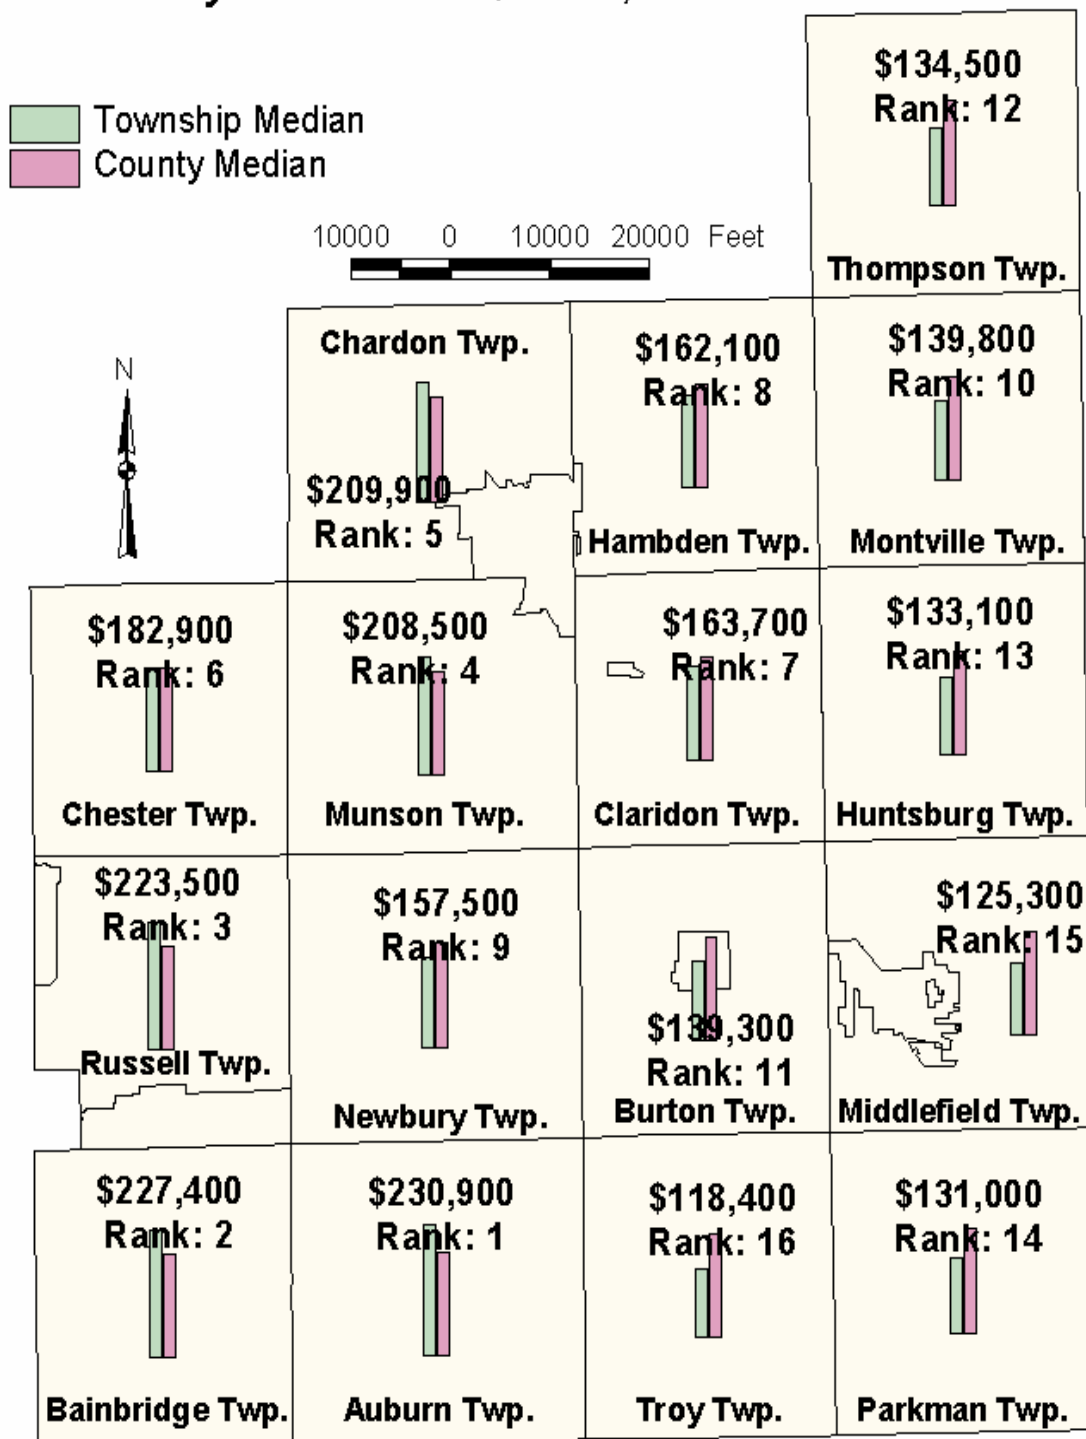 Township Median
County Median
10000 0 10000 20000 Feet
N
$134,500
Rank: 12
Thompson Twp.
Chardon Twp.
$209,900
Rank: 5
$162,100
Rank: 8
Hambden Twp.
$139,800
Rank: 10
Montville Twp.
$182,900
Rank: 6
Chester Twp.
$208,500
Rank: 4
Munson Twp.
$163,700
Rank: 7
Claridon Twp.
$133,100
Rank: 13
Huntsburg Twp.
$223,500
Rank: 3
Russell Twp.
$157,500
Rank: 9
Newbury Twp.
$139,300
Rank: 11
Burton Twp.
$125,300
Rank: 15
Middlefield Twp.
$227,400
Rank: 2
Bainbridge Twp.
$230,900
Rank: 1
Auburn Twp.
$118,400
Rank: 16
Troy Twp.
$131,000
Rank: 14
Parkman Twp.